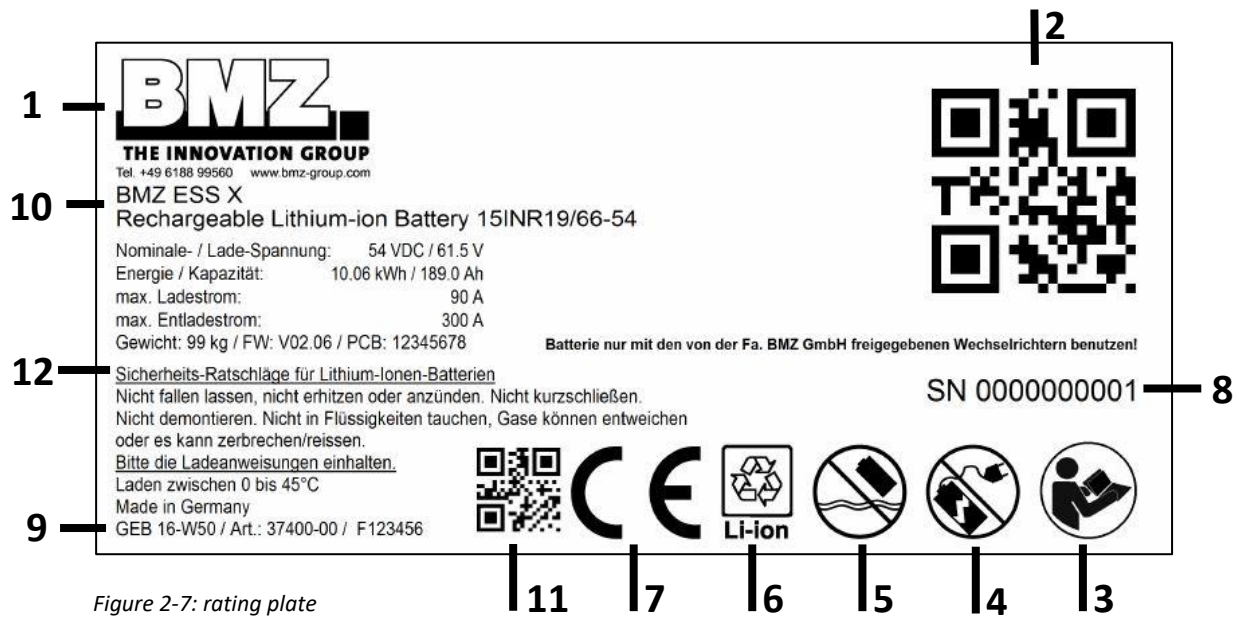 2
1
BMZ
THE INNOVATION GROUP
Tel. +49 6188 99560 www.bmz-group.com
10
BMZ ESS X
Rechargeable Lithium-ion Battery 15INR19/66-54
Nominale- / Lade-Spannung: 54 VDC / 61.5 V
Energie / Kapazität: 10.06 kWh / 189.0 Ah
max. Ladestrom: 90 A
max. Entladestrom: 300 A
Gewicht: 99 kg / FW: V02.06 / PCB: 12345678
Batterie nur mit den von der Fa. BMZ GmbH freigegebenen Wechselrichtern benutzen!
12
Sicherheits-Ratschläge für Lithium-Ionen-Batterien
SN 0000000001
8
Nicht fallen lassen, nicht erhitzen oder anzünden. Nicht kurzschließen.
Nicht demontieren. Nicht in Flüssigkeiten tauchen, Gase können entweichen
oder es kann zerbrechen/reissen.
Bitte die Ladeanweisungen einhalten.
Laden zwischen 0 bis 45°C
Made in Germany
9
GEB 16-W50 / Art.: 37400-00 / F123456
CE
Li-ion
11
7
6
5
4
3
Figure 2-7: rating plate